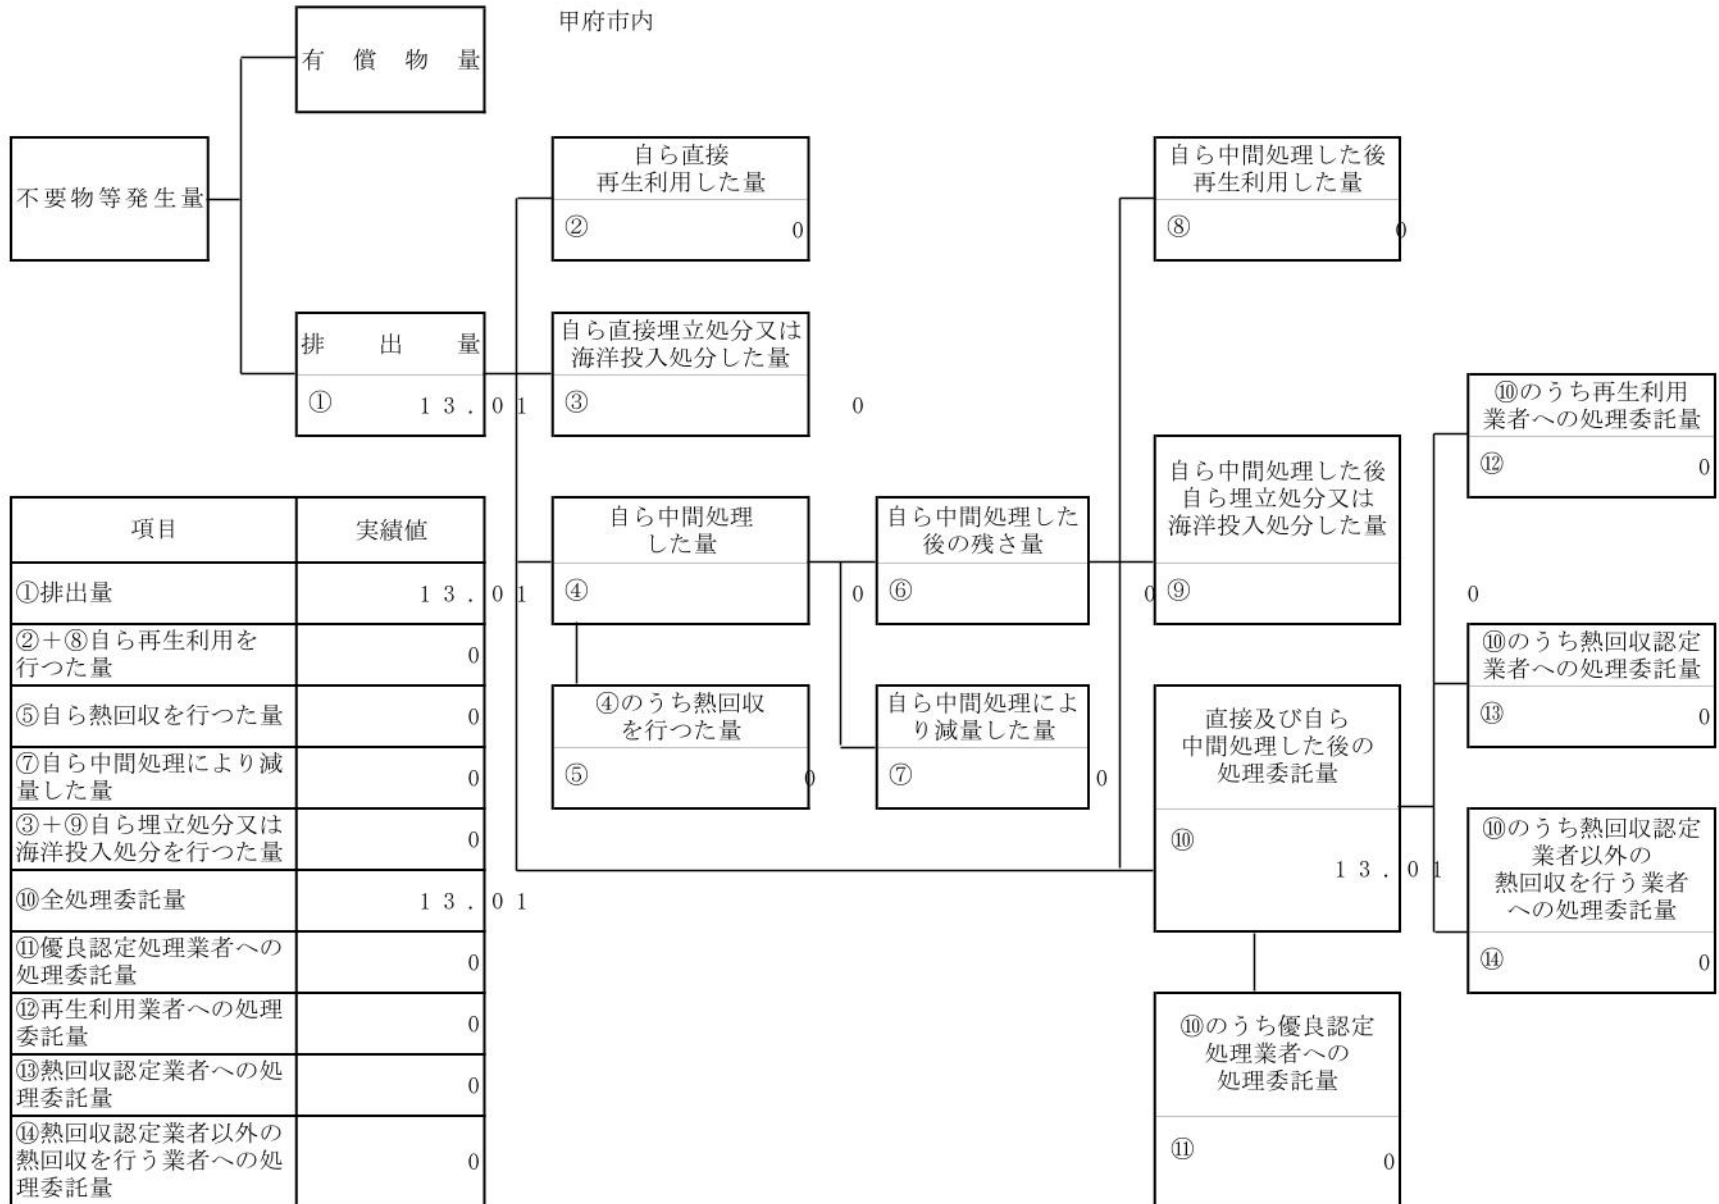 甲府市内
有償物量
不要物等発生量
自ら直接
再生利用した量
② 0
自ら中間処理した後
再生利用した量
⑧ 0
排出量
① 13.01
自ら直接埋立処分又は
海洋投入処分した量
③ 0
⑩のうち再生利用
業者への処理委託量
⑫ 0
自ら中間処理した後
自ら埋立処分又は
海洋投入処分した量
⑨ 0
自ら中間処理
した量
④ 0
自ら中間処理した
後の残さ量
⑥ 0
⑩のうち熱回収認定
業者への処理委託量
⑬ 0
④のうち熱回収
を行つた量
⑤ 0
自ら中間処理によ
り減量した量
⑦ 0
直接及び自ら
中間処理した後の
処理委託量
⑩ 13.01
⑩のうち熱回収認定
業者以外の
熱回収を行う業者
への処理委託量
⑭ 0
⑩のうち優良認定
処理業者への
処理委託量
⑪ 0
項目 実績値
①排出量 13.01
②+⑧自ら再生利用を
行つた量 0
⑤自ら熱回収を行つた量 0
⑦自ら中間処理により減
量した量 0
③+⑨自ら埋立処分又は
海洋投入処分を行つた量 0
⑩全処理委託量 13.01
⑪優良認定処理業者への
処理委託量 0
⑫再生利用業者への処理
委託量 0
⑬熱回収認定業者への処
理委託量 0
⑭熱回収認定業者以外の
熱回収を行う業者への処
理委託量 0